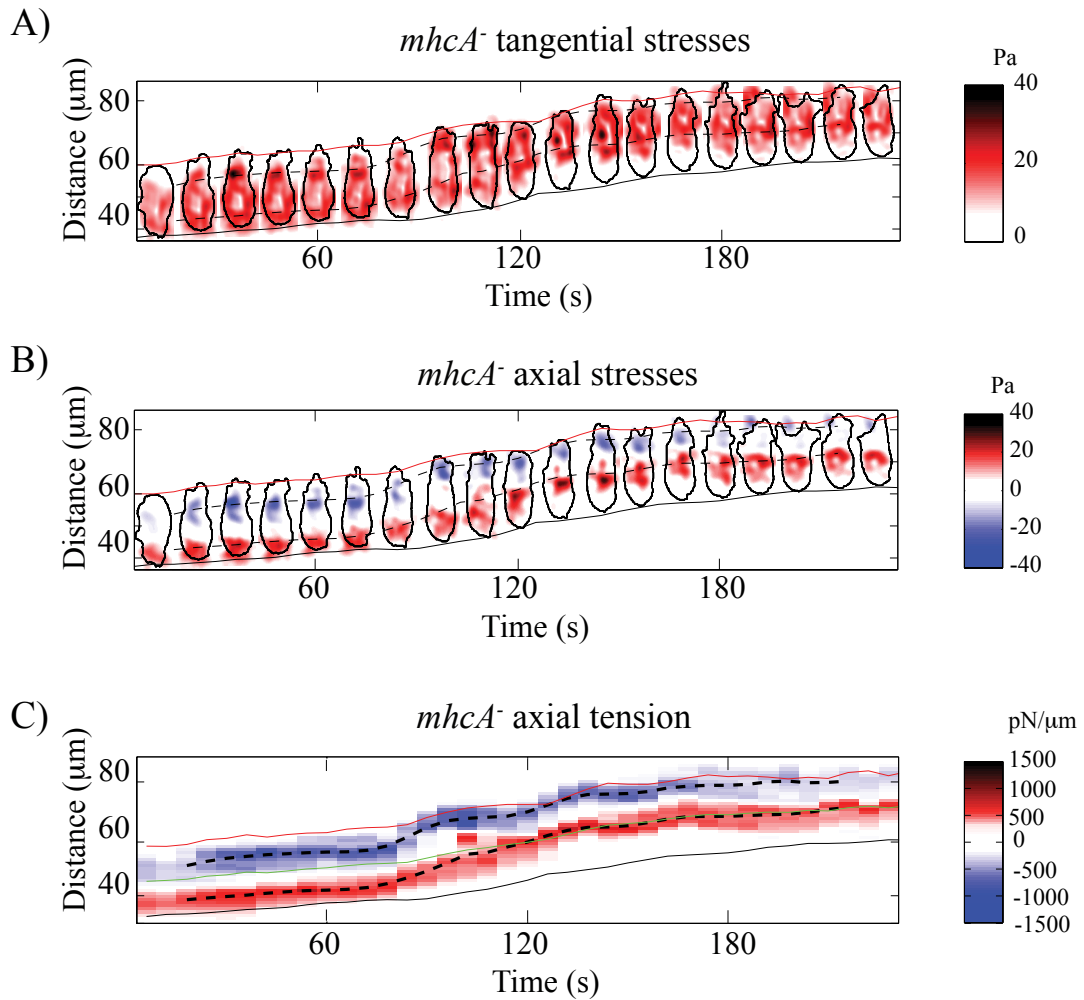 A)
mhcA- tangential stresses
Pa
Distance (μm)
80
60
40
60
120
180
Time (s)
40
20
0
B)
mhcA- axial stresses
Pa
Distance (μm)
80
60
40
60
120
180
Time (s)
40
20
0
-20
-40
C)
mhcA- axial tension
pN/μm
Distance (μm)
80
60
40
60
120
180
Time (s)
1500
1000
500
0
-500
-1000
-1500